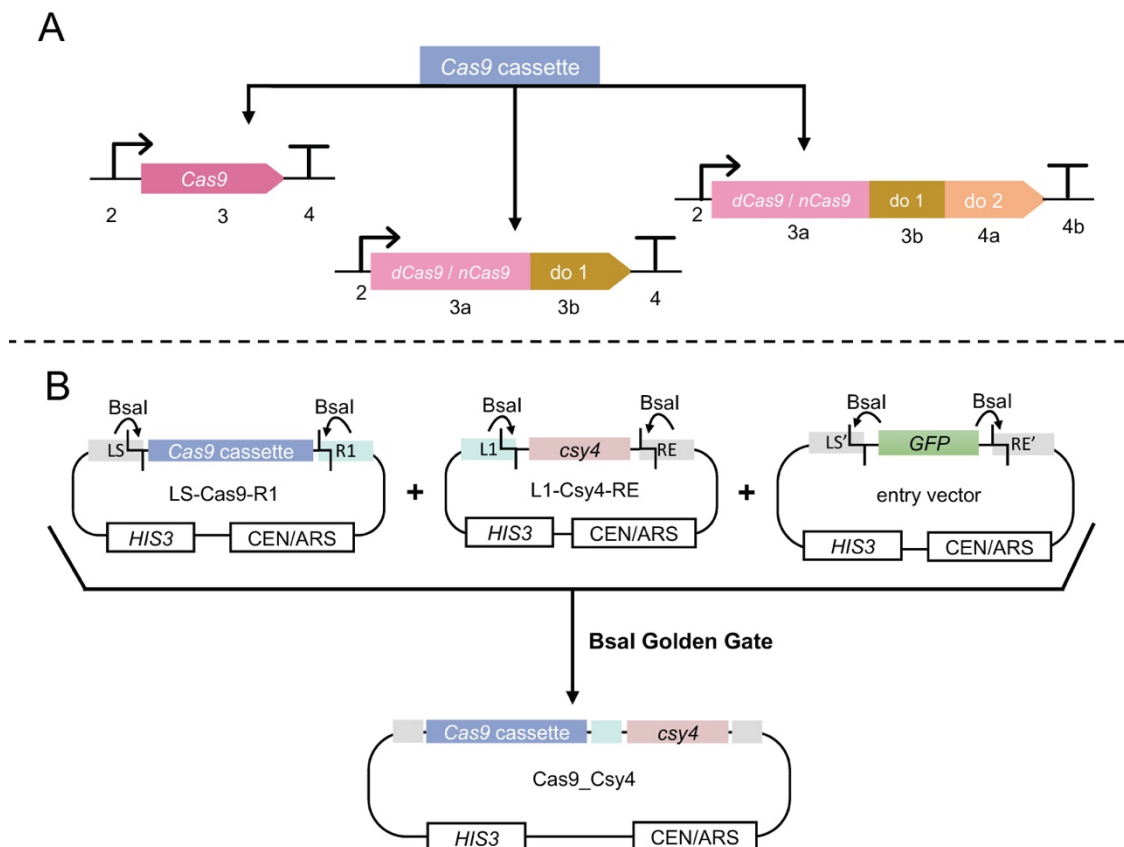 A
Cas9 cassette
Cas9
2 3 4
dCas9 / nCas9 do 1
2 3a 3b 4
dCas9 / nCas9 do 1 do 2
2 3a 3b 4a 4b
B
BsaI BsaI BsaI BsaI BsaI BsaI
LS Cas9 cassette R1 L1 csy4 RE LS’ GFP RE’
LS-Cas9-R1 + L1-Csy4-RE + entry vector
HIS3 CEN/ARS HIS3 CEN/ARS HIS3 CEN/ARS
BsaI Golden Gate
Cas9 cassette csy4
Cas9_Csy4
HIS3 CEN/ARS